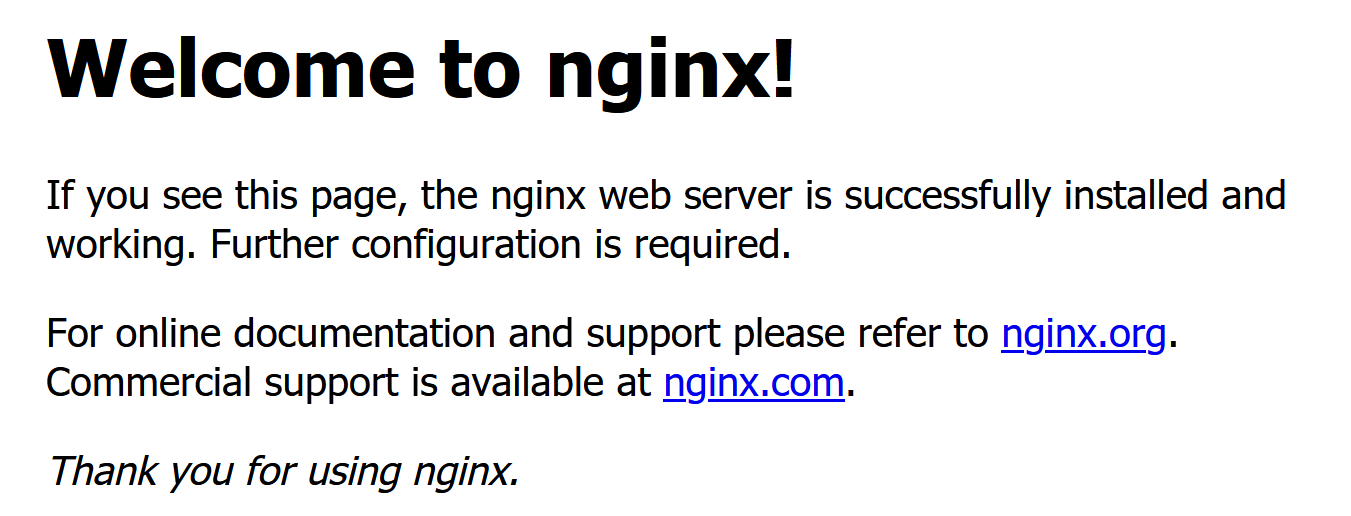 Welcome to nginx!
If you see this page, the nginx web server is successfully installed and
working. Further configuration is required.
For online documentation and support please refer to nginx.org.
Commercial support is available at nginx.com.
Thank you for using nginx.